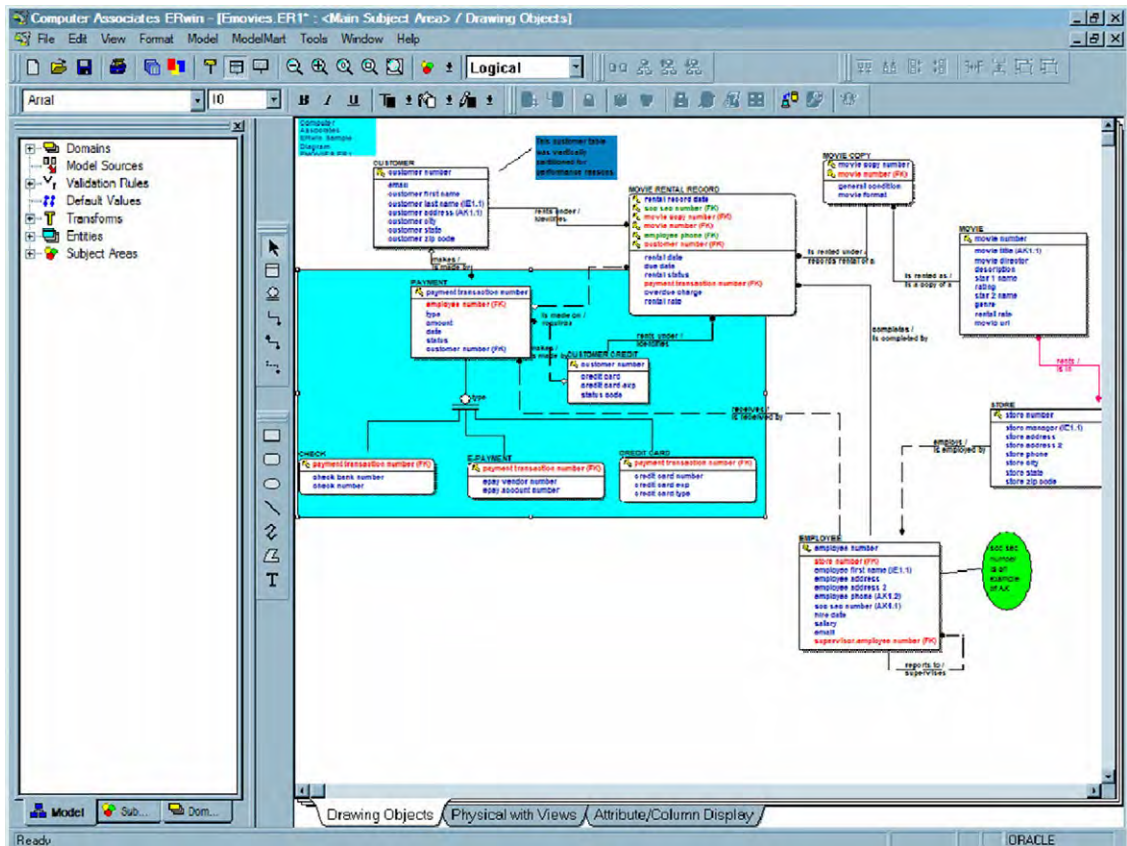 Computer Associates ERwin - [Emovies.ER1* : <Main Subject Area> / Drawing Objects]
File Edit View Format Model ModelMart Tools Window Help
Logical
Arial 10 B I U
Domains
Model Sources
Validation Rules
Default Values
Transforms
Entities
Subject Areas
Computer
Associates
ERwin Sample
Diagram
This customer table
was vertically
partitioned for
performance reasons
CUSTOMER
customer number
email
customer first name
customer last name (IE1.1)
customer address (AK1.1)
customer city
customer state
customer zip code
rents under /
identifies
makes /
is made by
MOVIE RENTAL RECORD
rental record date
soc sec number (FK)
movie copy number (FK)
movie number (FK)
employee phone (FK)
customer number (FK)
rental date
due date
rental status
payment transaction number (FK)
overdue charge
rental rate
MOVIE COPY
movie copy number
movie number (FK)
general condition
movie format
is rented under /
records rental of a
is rented as /
is a copy of a
MOVIE
movie number
movie title (AK1.1)
movie director
description
star 1 name
rating
star 2 name
genre
rental rate
movie url
rents /
is in
PAYMENT
payment transaction number
employee number (FK)
type
amount
date
status
customer number (FK)
is made on /
requires
makes /
is made by
rents under /
identifies
CUSTOMER CREDIT
customer number
credit card
credit card exp
status code
completes /
is completed by
type
receives /
is received by
STORE
store number
store manager (IE1.1)
store address
store address 2
store phone
store city
store state
store zip code
employs /
is employed by
CHECK
payment transaction number (FK)
check bank number
check number
E-PAYMENT
payment transaction number (FK)
epay vendor number
epay account number
CREDIT CARD
payment transaction number (FK)
credit card number
credit card exp
credit card type
EMPLOYEE
employee number
store number (FK)
employee first name (IE1.1)
employee address
employee address 2
employee phone (AK1.2)
soc sec number (AK1.1)
hire date
salary
email
supervisor.employee number (FK)
soc sec
number
is an
example
of AK
reports to /
supervises
Model Sub... Dom...
Drawing Objects Physical with Views Attribute/Column Display
Ready ORACLE